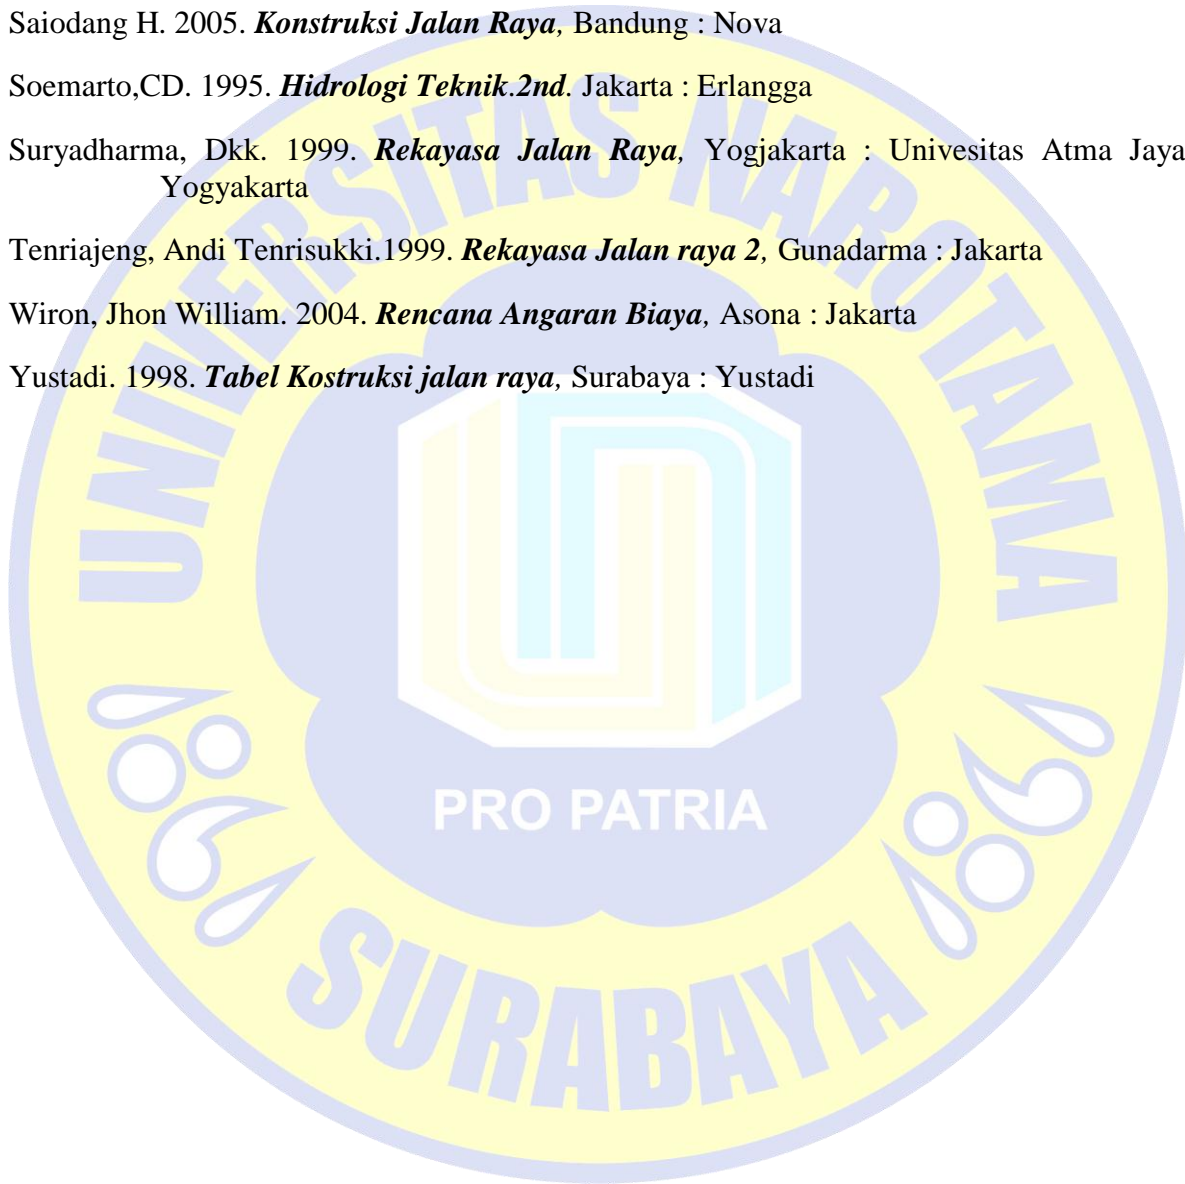 Saiodang H. 2005. Konstruksi Jalan Raya, Bandung : Nova
Soemarto,CD. 1995. Hidrologi Teknik.2nd. Jakarta : Erlangga
Suryadharma, Dkk. 1999. Rekayasa Jalan Raya, Yogjakarta : Univesitas Atma Jaya
Yogyakarta
Tenriajeng, Andi Tenrisukki.1999. Rekayasa Jalan raya 2, Gunadarma : Jakarta
Wiron, Jhon William. 2004. Rencana Angaran Biaya, Asona : Jakarta
Yustadi. 1998. Tabel Kostruksi jalan raya, Surabaya : Yustadi
UNIVERSITAS NAROTAMA
PRO PATRIA
SURABAYA